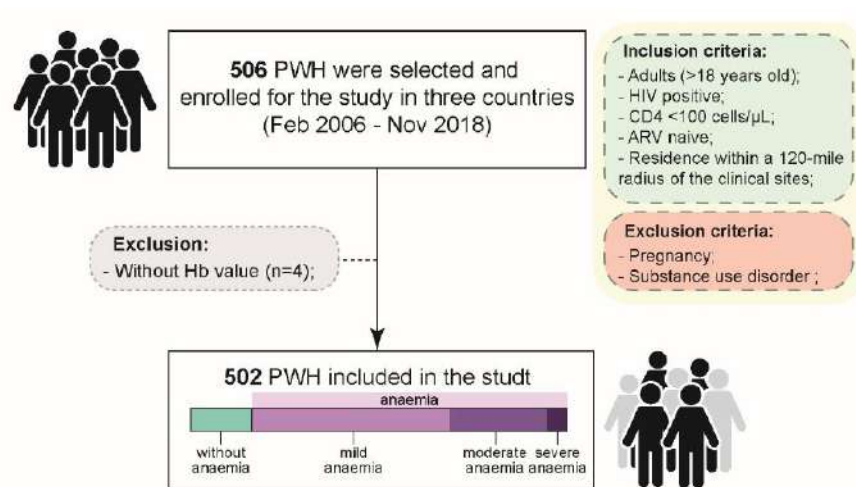 506 PWH were selected and
enrolled for the study in three countries
(Feb 2006 - Nov 2018)
Inclusion criteria:
- Adults (>18 years old);
- HIV positive;
- CD4 <100 cells/μL;
- ARV naive;
- Residence within a 120-mile
radius of the clinical sites;
Exclusion criteria:
- Pregnancy;
- Substance use disorder ;
Exclusion:
- Without Hb value (n=4);
502 PWH included in the studt
anaemia
without
anaemia
mild
anaemia
moderate
anaemia
severe
anaemia